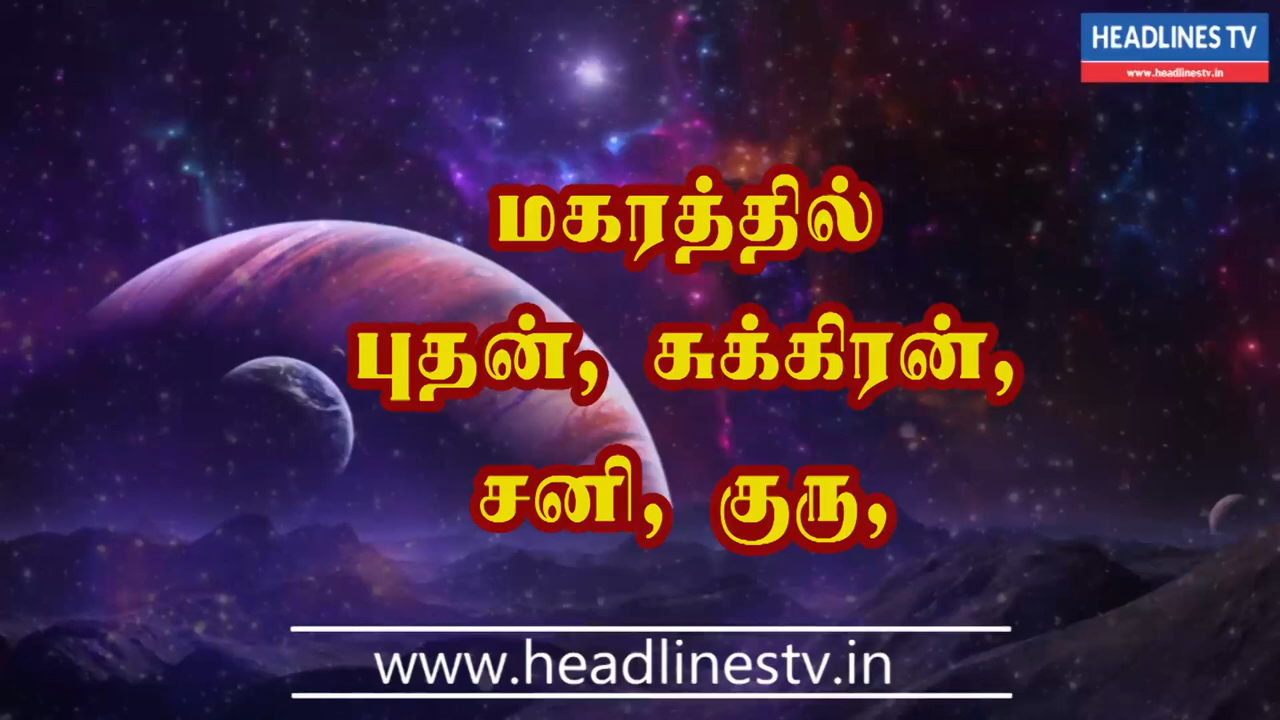 HEADLINES TV
www.headlinestv.in
மகரத்தில்
புதன், சுக்கிரன்,
சனி, குரு,
www.headlinestv.in